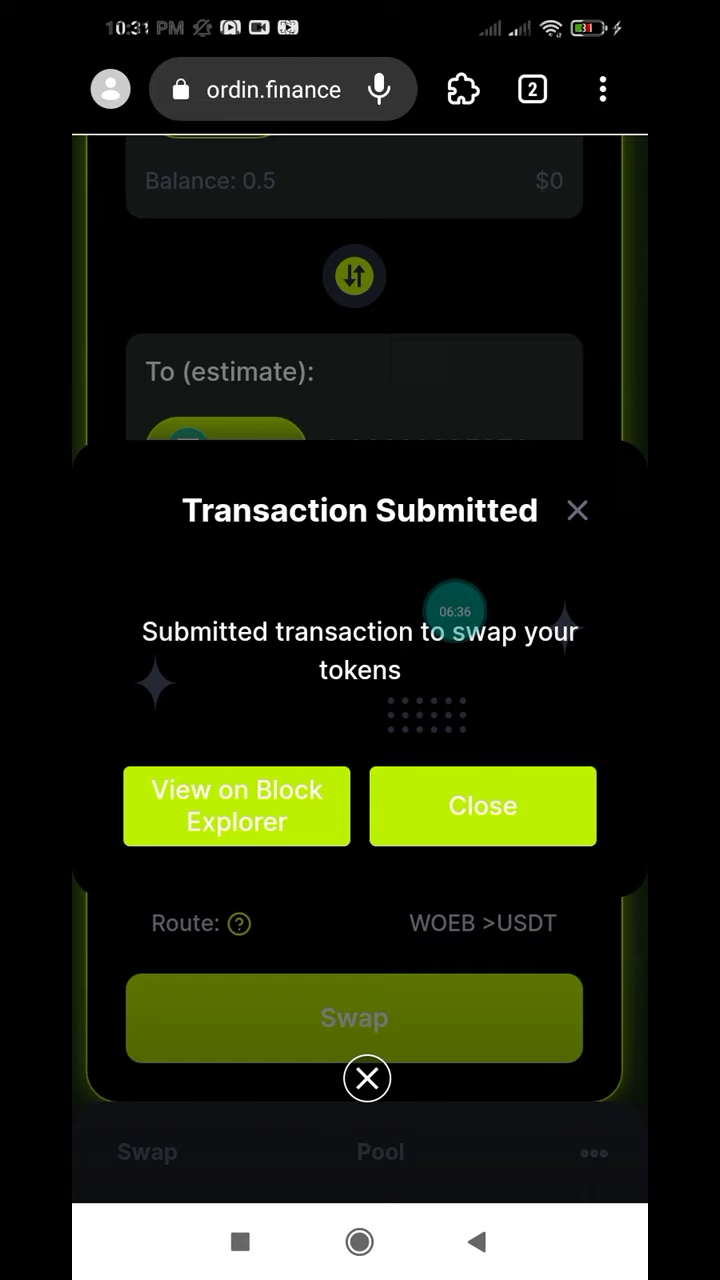 10:31 PM
31
ordin.finance
2
Balance: 0.5 $0
To (estimate):
Transaction Submitted
06:36
Submitted transaction to swap your
tokens
View on Block
Explorer
Close
Route: ? WOEB >USDT
Swap
Swap Pool